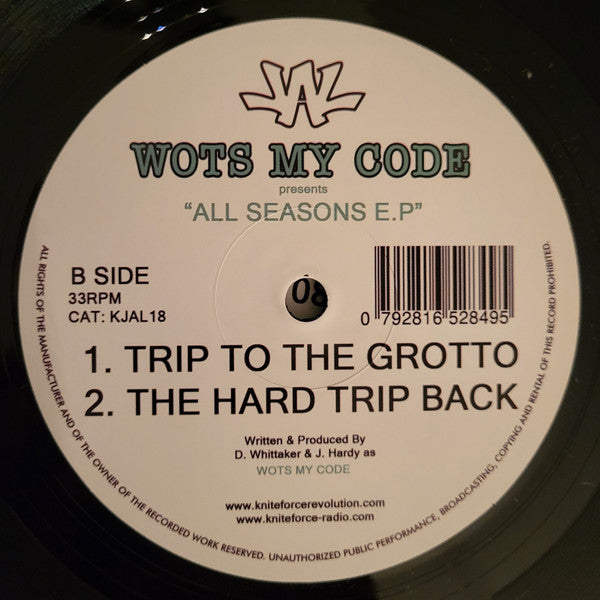 WOTS MY CODE
presents
“ALL SEASONS E.P”
B SIDE
33RPM
CAT: KJAL18
08
0 792816 528495
1. TRIP TO THE GROTTO
2. THE HARD TRIP BACK
Written & Produced By
D. Whittaker & J. Hardy as
WOTS MY CODE
www.kniteforcerevolution.com
www.kniteforce-radio.com
ALL RIGHTS OF THE MANUFACTURER AND OF THE OWNER OF THE RECORDED WORK RESERVED. UNAUTHORIZED PUBLIC PERFORMANCE, BROADCASTING, COPYING AND RENTAL OF THIS RECORD PROHIBITED.